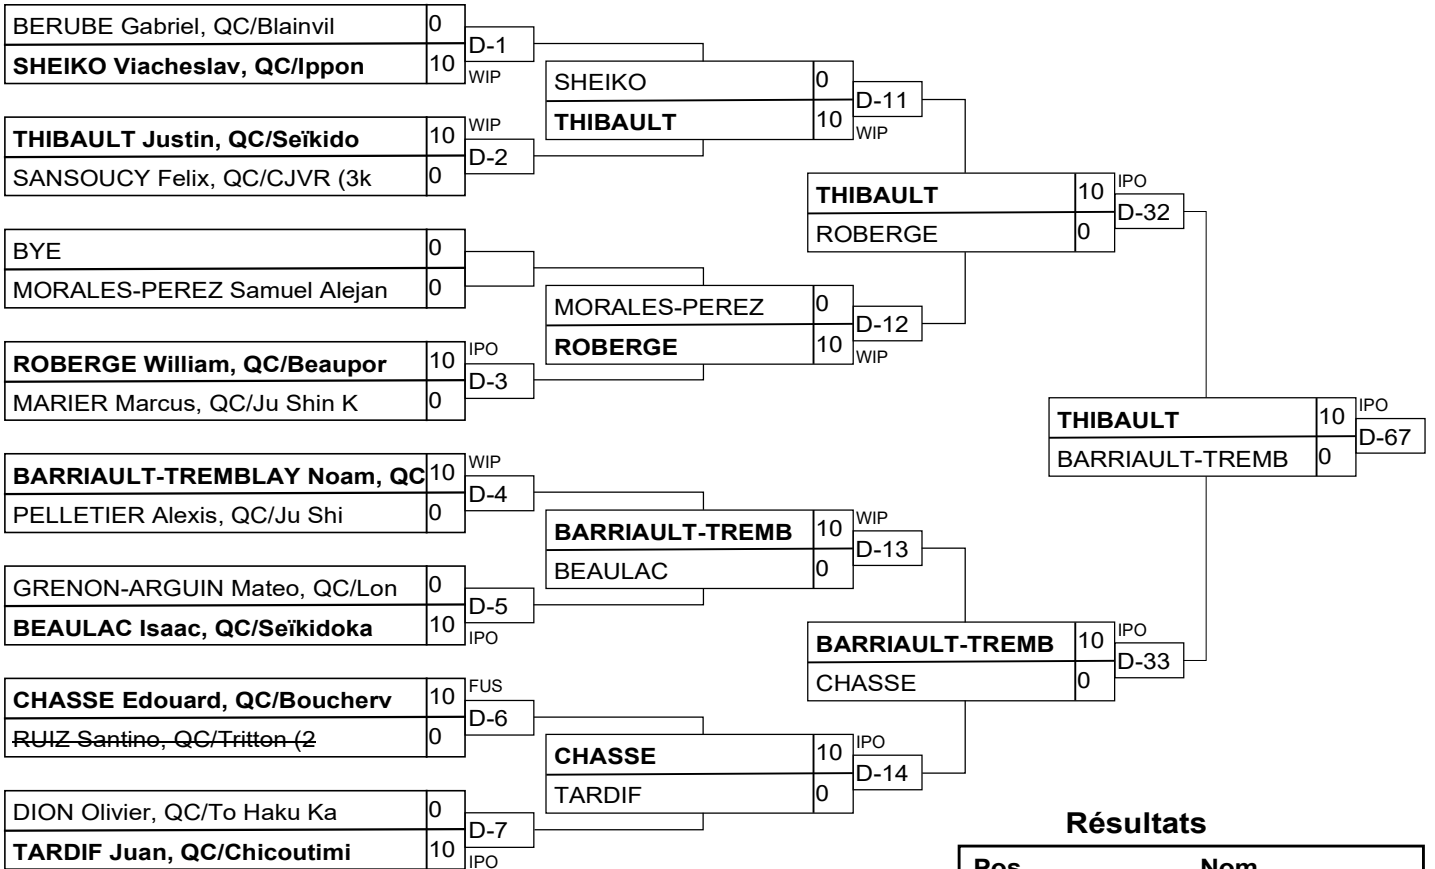 BERUBE Gabriel, QC/Blainvil 0
D-1
SHEIKO Viacheslav, QC/Ippon 10
WIP
THIBAULT Justin, QC/Seïkido 10 WIP
D-2
SANSOUCY Felix, QC/CJVR (3k 0
BYE 0
MORALES-PEREZ Samuel Alejan 0
ROBERGE William, QC/Beaupor 10 IPO
D-3
MARIER Marcus, QC/Ju Shin K 0
BARRIAULT-TREMBLAY Noam, QC 10 WIP
D-4
PELLETIER Alexis, QC/Ju Shi 0
GRENON-ARGUIN Mateo, QC/Lon 0
D-5
BEAULAC Isaac, QC/Seïkidoka 10
IPO
CHASSE Edouard, QC/Boucherv 10 FUS
D-6
RUIZ Santino, QC/Tritton (2 0
DION Olivier, QC/To Haku Ka 0
D-7
TARDIF Juan, QC/Chicoutimi 10
IPO
SHEIKO 0
D-11
THIBAULT 10
WIP
MORALES-PEREZ 0
D-12
ROBERGE 10
WIP
BARRIAULT-TREMB 10 WIP
D-13
BEAULAC 0
CHASSE 10 IPO
D-14
TARDIF 0
THIBAULT 10 IPO
D-32
ROBERGE 0
BARRIAULT-TREMB 10 IPO
D-33
CHASSE 0
THIBAULT 10 IPO
D-67
BARRIAULT-TREMB 0
Résultats
Pos Nom